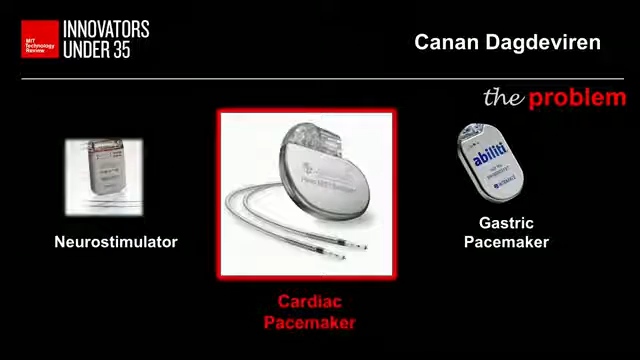 MIT
Technology
Review
INNOVATORS
UNDER 35
Canan Dagdeviren
the problem
abiliti
Neurostimulator
Gastric
Pacemaker
Cardiac
Pacemaker